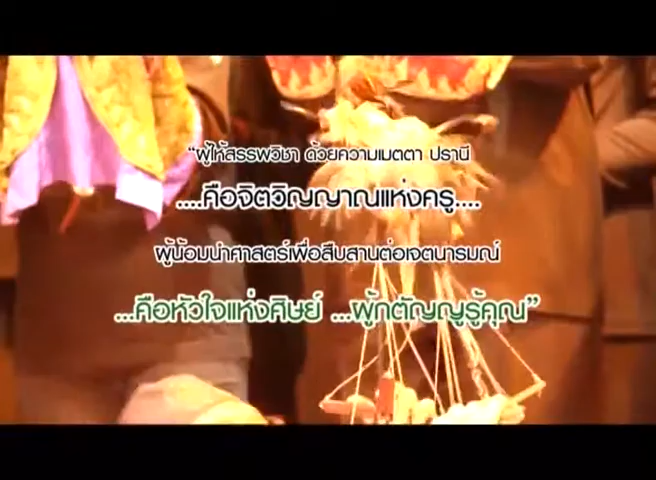 “ผู้ให้สรรพวิชา ด้วยความเมตตา ปรานี
....คือจิตวิญญาณแห่งครู....
ผู้น้อมนำศาสตร์เพื่อสืบสานต่อเจตนารมณ์
...คือหัวใจแห่งศิษย์ ...ผู้กตัญญูรู้คุณ”